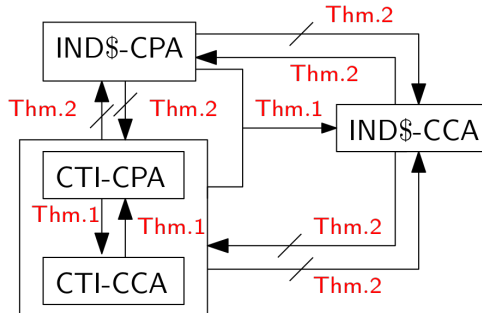 Thm.2
IND$-CPA
Thm.2
Thm.2
Thm.2
Thm.1
IND$-CCA
CTI-CPA
Thm.1
Thm.1
Thm.2
CTI-CCA
Thm.2